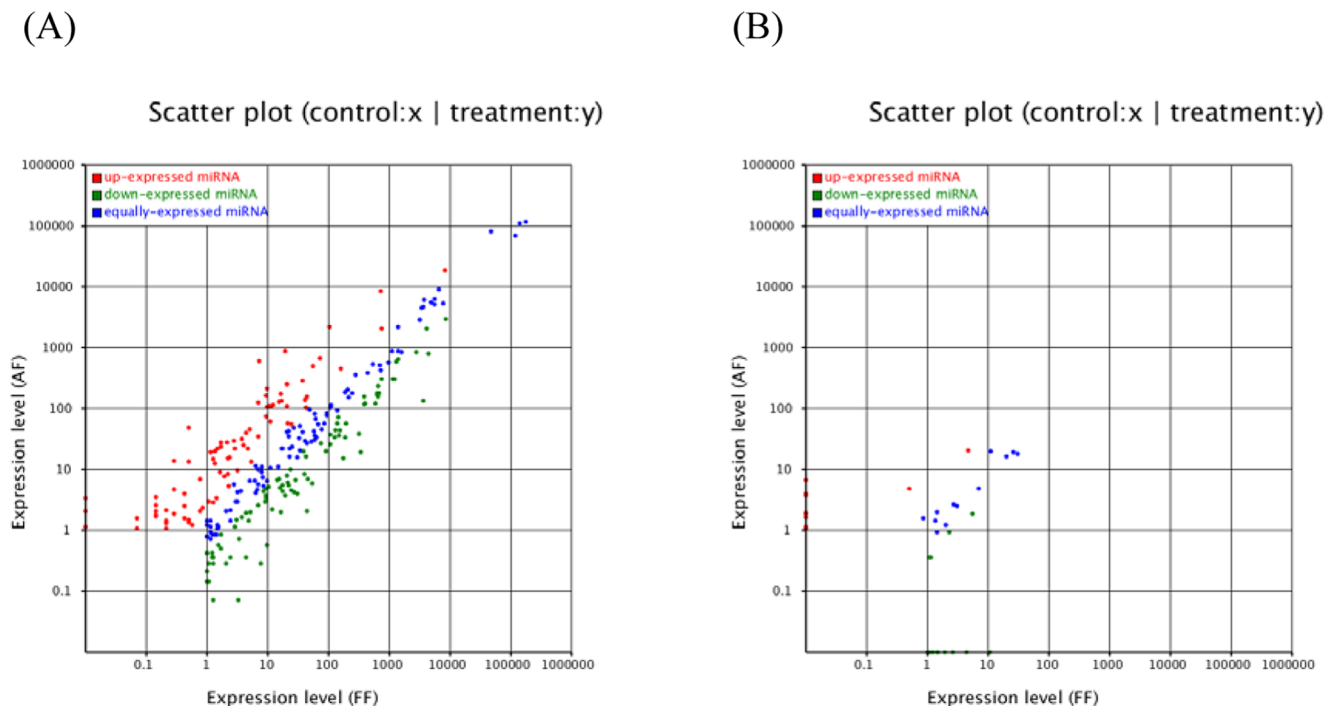 (A)
Scatter plot (control:x | treatment:y)
1000000
100000
10000
1000
100
10
1
0.1
up-expressed miRNA
down-expressed miRNA
equally-expressed miRNA
Expression level (AF)
0.1 1 10 100 1000 10000 100000 1000000
Expression level (FF)
(B)
Scatter plot (control:x | treatment:y)
1000000
100000
10000
1000
100
10
1
0.1
up-expressed miRNA
down-expressed miRNA
equally-expressed miRNA
Expression level (AF)
0.1 1 10 100 1000 10000 100000 1000000
Expression level (FF)